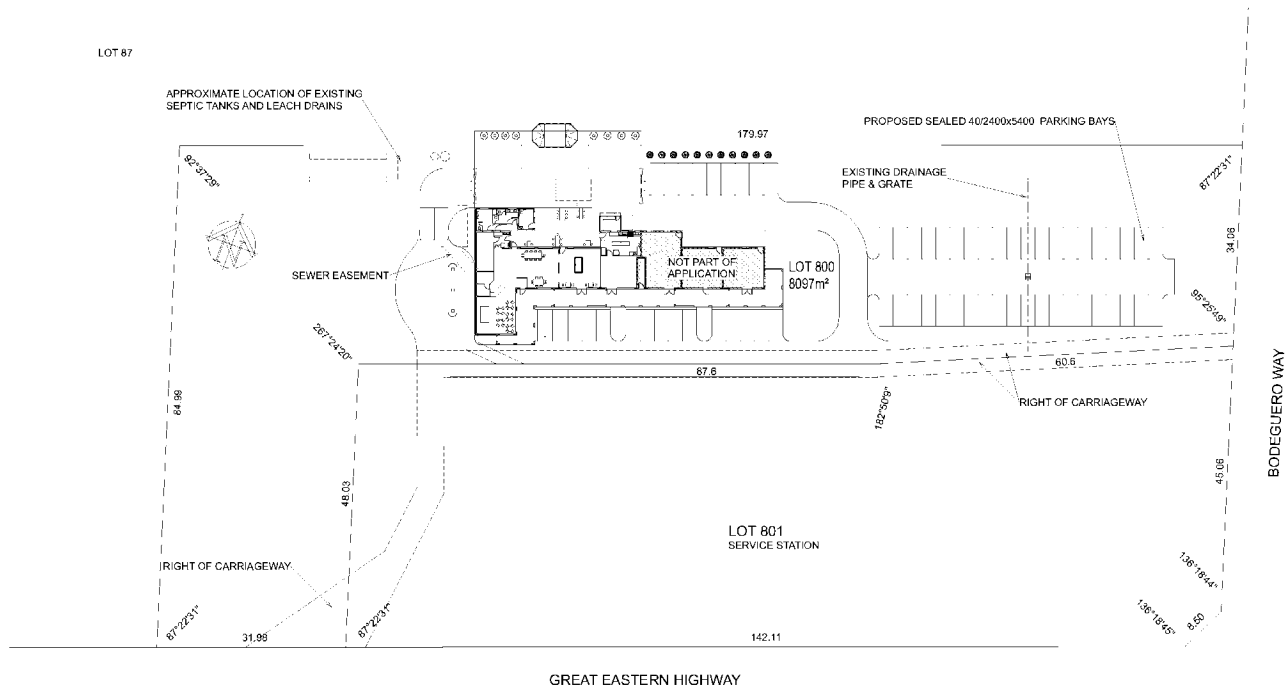 LOT 87
APPROXIMATE LOCATION OF EXISTING
SEPTIC TANKS AND LEACH DRAINS
179.97
PROPOSED SEALED 40/2400x5400 PARKING BAYS
EXISTING DRAINAGE
PIPE & GRATE
92°37'29"
87°22'31"
34.06
N
SEWER EASEMENT
NOT PART OF
APPLICATION
LOT 800
8097m²
95°25'49"
267°24'20"
87.6
60.6
RIGHT OF CARRIAGEWAY
182°50'9"
84.99
48.03
45.06
BODEGUERO WAY
LOT 801
SERVICE STATION
RIGHT OF CARRIAGEWAY
136°18'44"
136°18'45"
8.50
87°22'31"
31.98
87°22'31"
142.11
GREAT EASTERN HIGHWAY